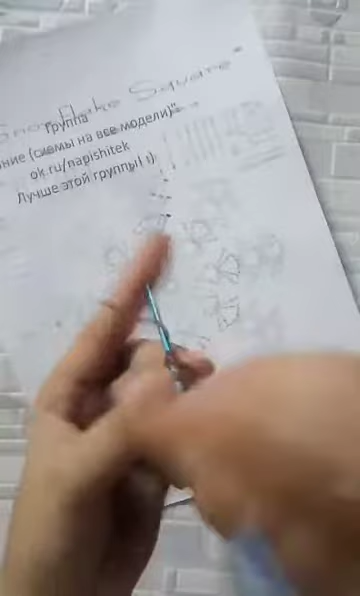 Snowflake Square"
Группа
ние (схемы на все модели)"
ok.ru/napishitek
Лучше этой группы! :)